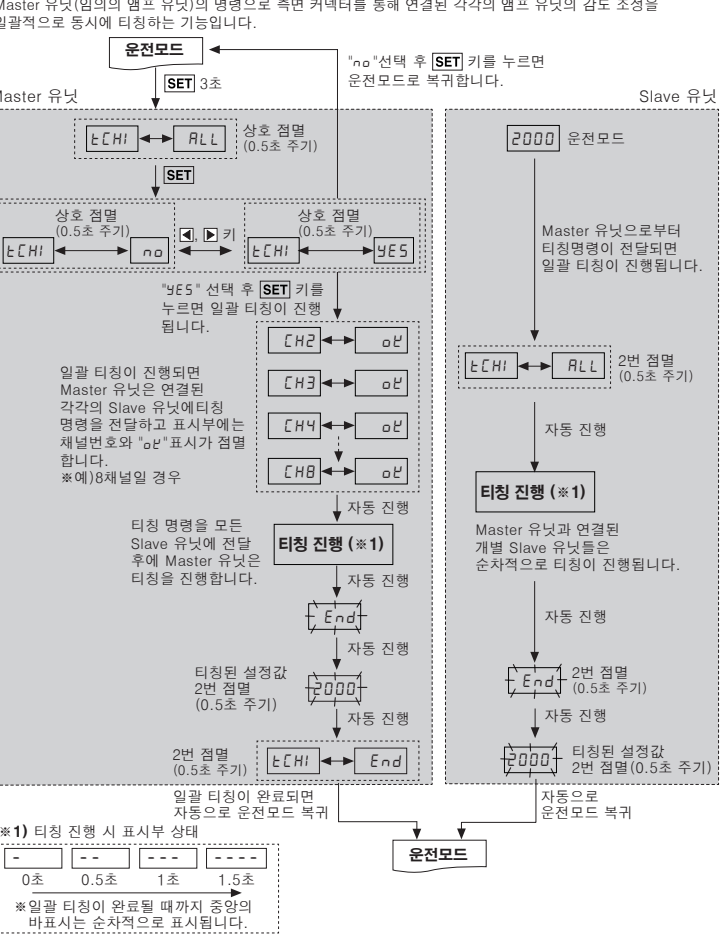 Master 유닛(임의의 앰프 유닛)의 명령으로 측면 커넥터를 통해 연결된 각각의 앰프 유닛의 감도 조정을
일괄적으로 동시에 티칭하는 기능입니다.
운전모드
"no"선택 후 SET 키를 누르면
운전모드로 복귀합니다.
SET 3초
Master 유닛
Slave 유닛
tCHI ALL
상호 점멸
(0.5초 주기)
SET
상호 점멸
(0.5초 주기)
tCHI no
◀, ▶ 키
상호 점멸
(0.5초 주기)
tCHI YES
"YES" 선택 후 SET 키를
누르면 일괄 티칭이 진행
됩니다.
CH2 oK
CH3 oK
CH4 oK
CH8 oK
일괄 티칭이 진행되면
Master 유닛은 연결된
각각의 Slave 유닛에티칭
명령을 전달하고 표시부에는
채널번호와 "oK"표시가 점멸
합니다.
※예)8채널일 경우
자동 진행
티칭 명령을 모든
Slave 유닛에 전달
후에 Master 유닛은
티칭을 진행합니다.
티칭 진행 (※1)
자동 진행
End
자동 진행
티칭된 설정값
2번 점멸
(0.5초 주기)
2000
자동 진행
2번 점멸
(0.5초 주기)
tCHI End
일괄 티칭이 완료되면
자동으로 운전모드 복귀
2000 운전모드
Master 유닛으로부터
티칭명령이 전달되면
일괄 티칭이 진행됩니다.
tCHI ALL
2번 점멸
(0.5초 주기)
자동 진행
티칭 진행 (※1)
Master 유닛과 연결된
개별 Slave 유닛들은
순차적으로 티칭이 진행됩니다.
자동 진행
End
2번 점멸
(0.5초 주기)
자동 진행
2000
티칭된 설정값
2번 점멸(0.5초 주기)
자동으로
운전모드 복귀
운전모드
※1) 티칭 진행 시 표시부 상태
- -- --- ----
0초 0.5초 1초 1.5초
※일괄 티칭이 완료될 때까지 중앙의
바표시는 순차적으로 표시됩니다.